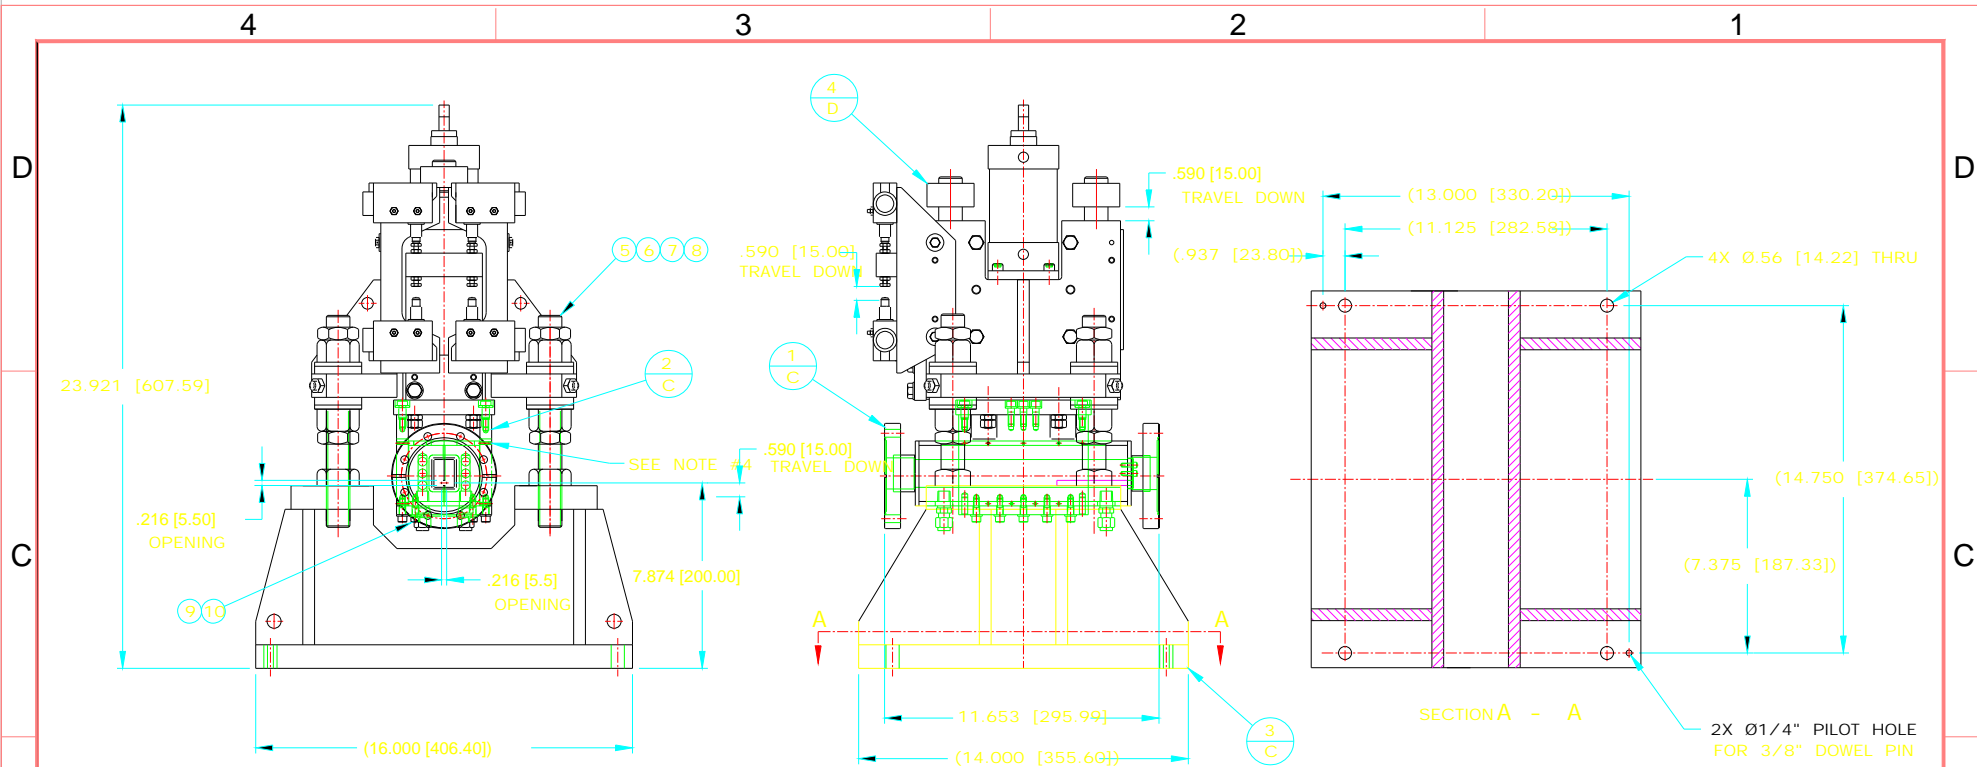 4 3 2 1
D
D
C
C
23.921 [607.59]
5 6 7 8
2
C
SEE NOTE #4
.216 [5.50]
OPENING
.216 [5.5]
OPENING
9 10
7.874 [200.00]
(16.000 [406.40])
4
D
.590 [15.00]
TRAVEL DOWN
.590 [15.00]
TRAVEL DOWN
1
C
.590 [15.00]
TRAVEL DOWN
A A
11.653 [295.99]
(14.000 [355.60])
3
C
(13.000 [330.20])
(11.125 [282.58])
(.937 [23.80])
4X Ø.56 [14.22] THRU
(14.750 [374.65])
(7.375 [187.33])
SECTION A - A
2X Ø1/4" PILOT HOLE
FOR 3/8" DOWEL PIN